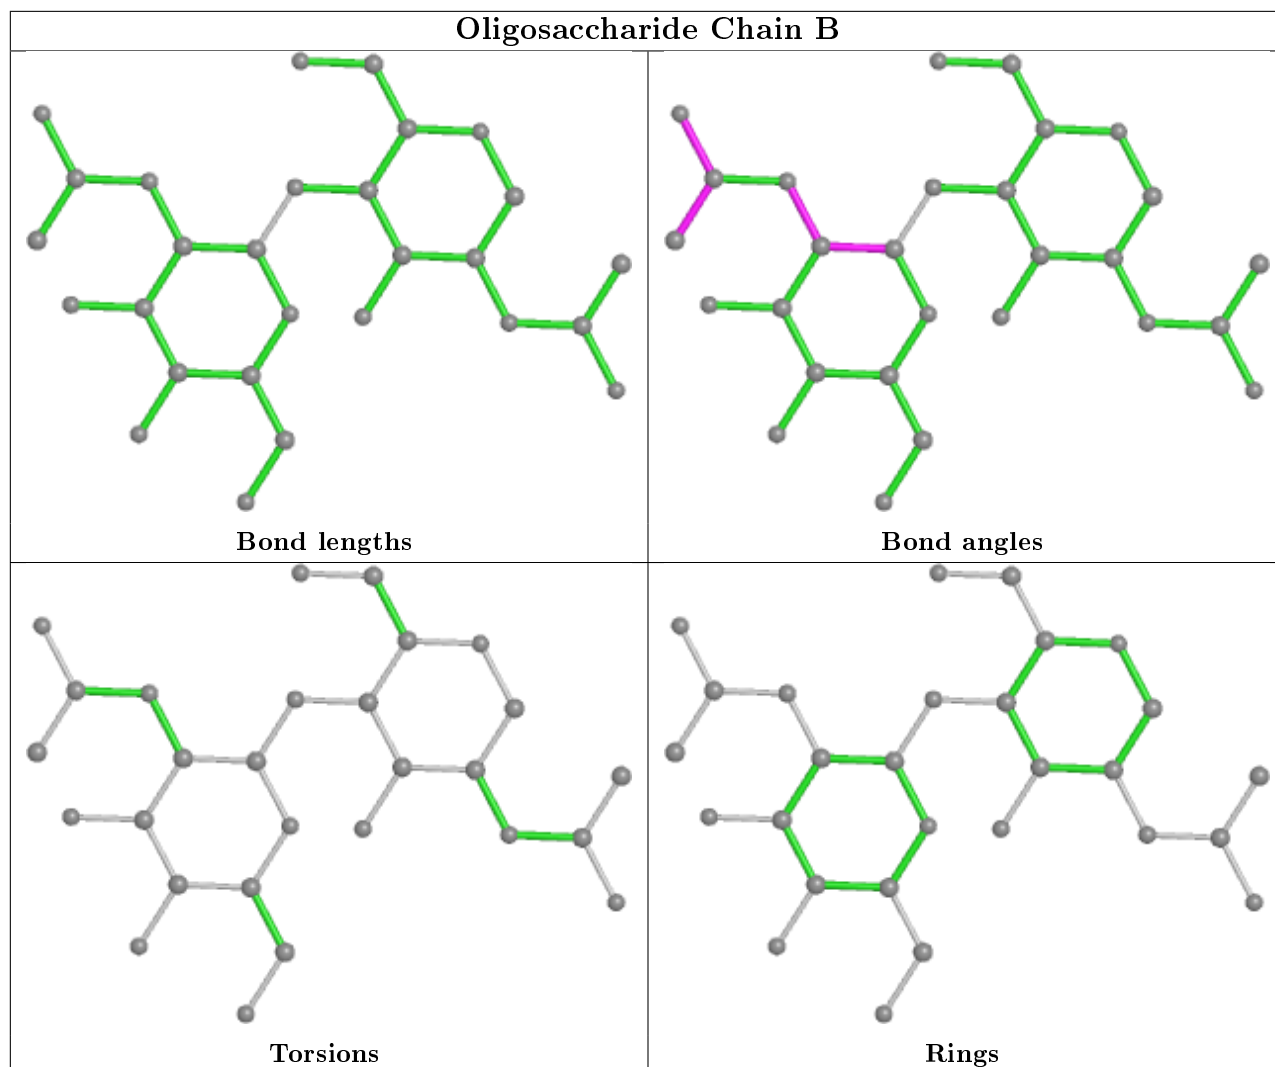 Oligosaccharide Chain B
Bond lengths
Bond angles
Torsions
Rings